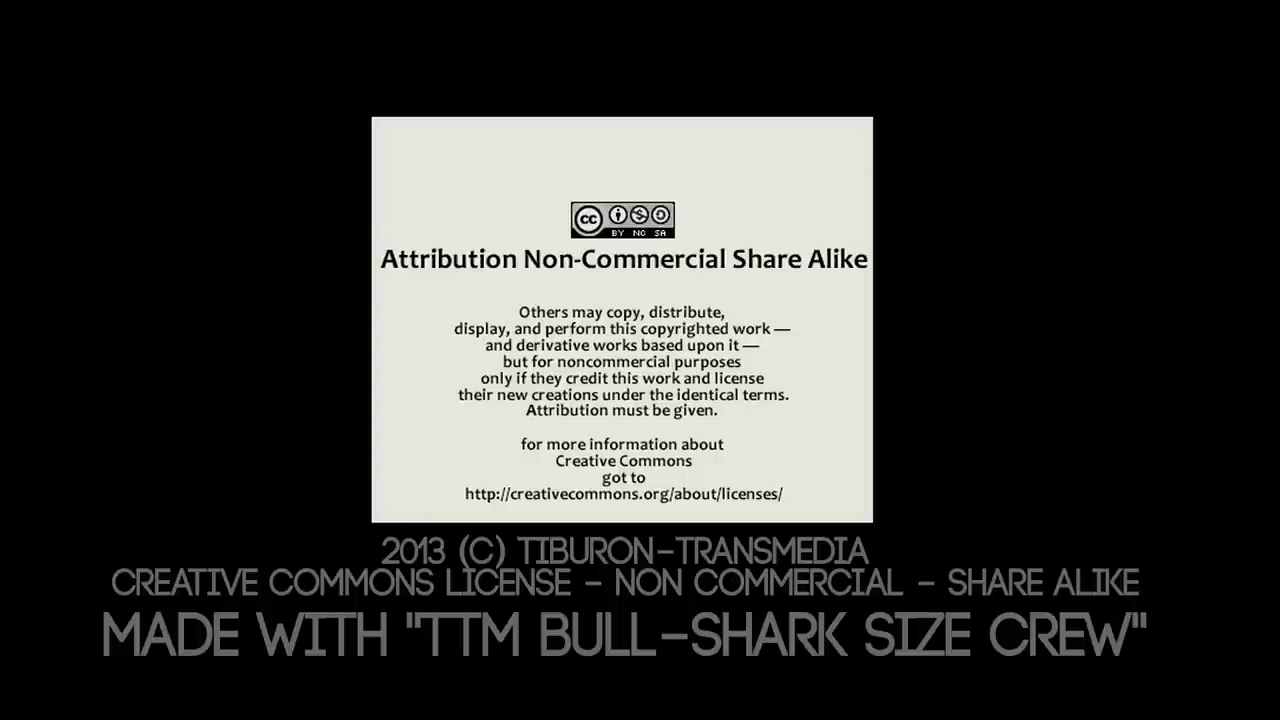 cc
BY NC SA
Attribution Non-Commercial Share Alike
Others may copy, distribute,
display, and perform this copyrighted work —
and derivative works based upon it —
but for noncommercial purposes
only if they credit this work and license
their new creations under the identical terms.
Attribution must be given.
for more information about
Creative Commons
got to
http://creativecommons.org/about/licenses/
2013 (C) TIBURON-TRANSMEDIA
CREATIVE COMMONS LICENSE - NON COMMERCIAL - SHARE ALIKE
MADE WITH "TTM BULL-SHARK SIZE CREW"